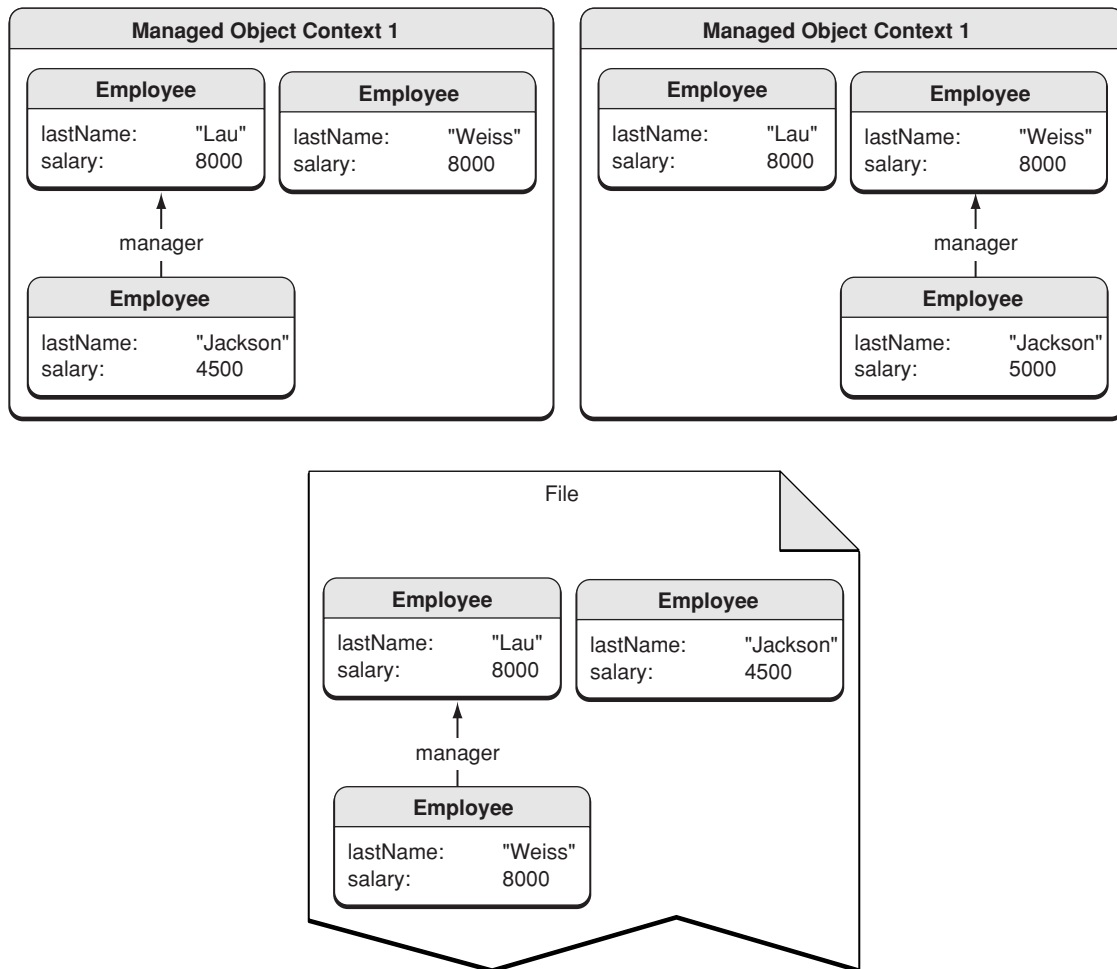 Managed Object Context 1
Employee
lastName: "Lau"
salary: 8000
Employee
lastName: "Weiss"
salary: 8000
manager
Employee
lastName: "Jackson"
salary: 4500
Managed Object Context 1
Employee
lastName: "Lau"
salary: 8000
Employee
lastName: "Weiss"
salary: 8000
manager
Employee
lastName: "Jackson"
salary: 5000
File
Employee
lastName: "Lau"
salary: 8000
Employee
lastName: "Jackson"
salary: 4500
manager
Employee
lastName: "Weiss"
salary: 8000